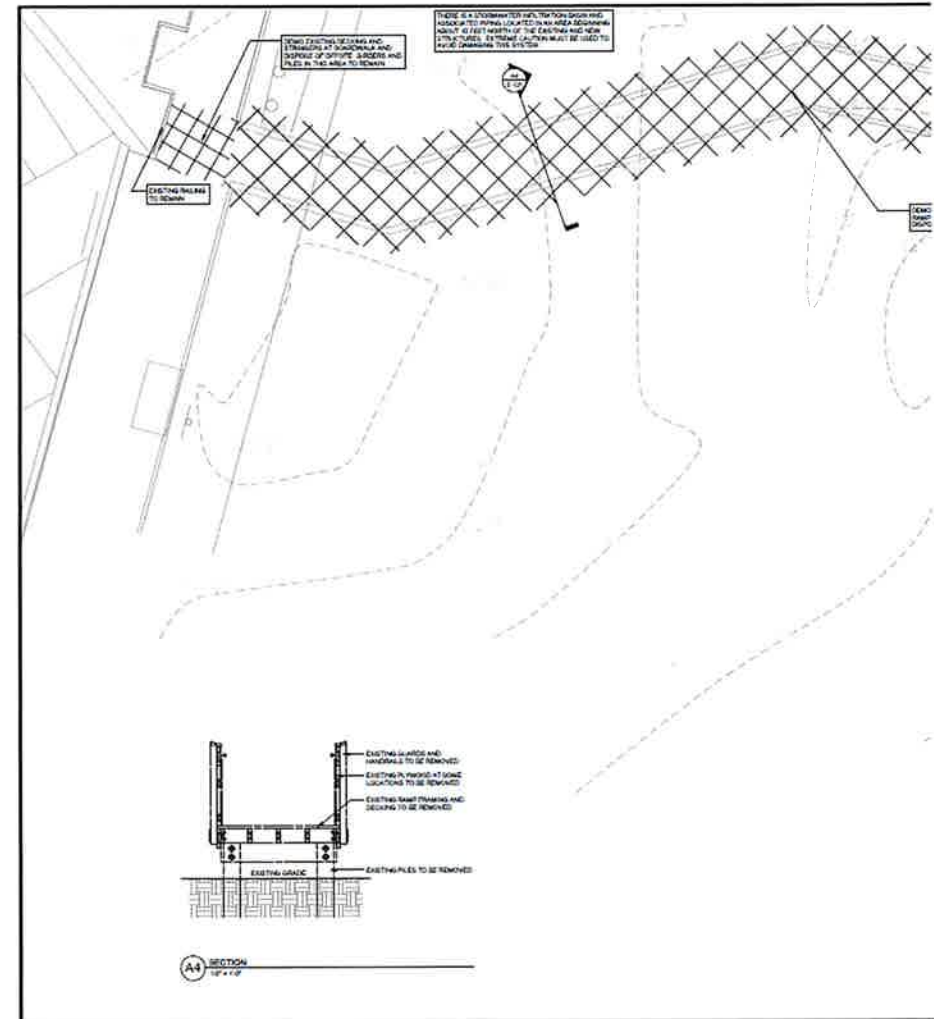 THERE IS A STORMWATER INFILTRATION BASIN AND
ASSOCIATED PIPING LOCATED IN AN AREA BEGINNING
ABOUT 10 FEET NORTH OF THE EXISTING AND NEW
STRUCTURES. EXTREME CAUTION MUST BE USED TO
AVOID DAMAGING THIS SYSTEM
DEMO EXISTING DECKING AND
STRINGERS AT BOARDWALK AND
DISPOSE OF OFFSITE. GIRDERS AND
PILES IN THIS AREA TO REMAIN
A4
EXISTING RAILING
TO REMAIN
DEMO
RAMP
DISPO
EXISTING GUARDS AND
HANDRAILS TO BE REMOVED
EXISTING PLYWOOD AT SOME
LOCATIONS TO BE REMOVED
EXISTING RAMP FRAMING AND
DECKING TO BE REMOVED
EXISTING GRADE
EXISTING PILES TO BE REMOVED
A4 SECTION